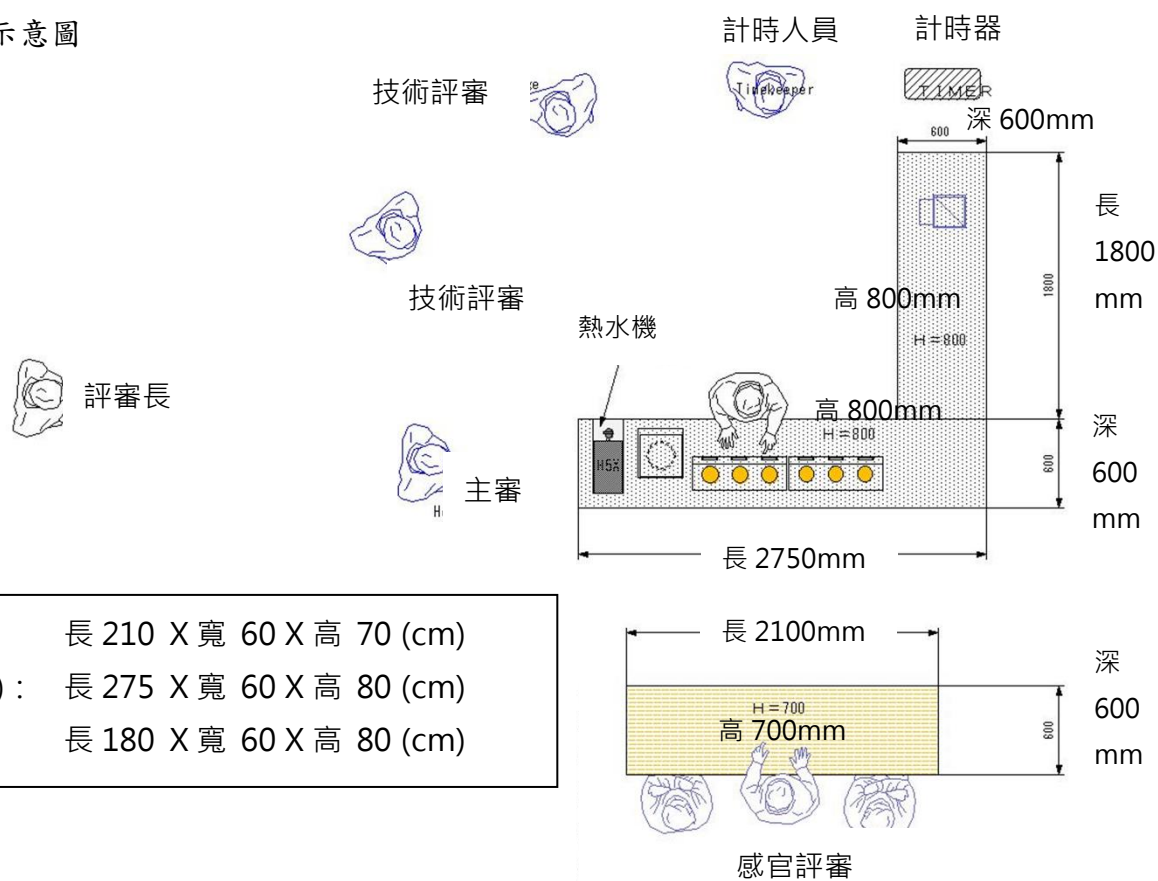 示意圖
計時人員
計時器
技術評審
Timekeeper
TIMER
深 600mm
600
長
1800
mm
1800
技術評審
高 800mm
H=800
熱水機
評審長
高 800mm
H=800
深
600
mm
600
主審
長 2750mm
長 210 X 寬 60 X 高 70 (cm)
)： 長 275 X 寬 60 X 高 80 (cm)
長 180 X 寬 60 X 高 80 (cm)
長 2100mm
深
600
mm
600
H=700
高 700mm
感官評審